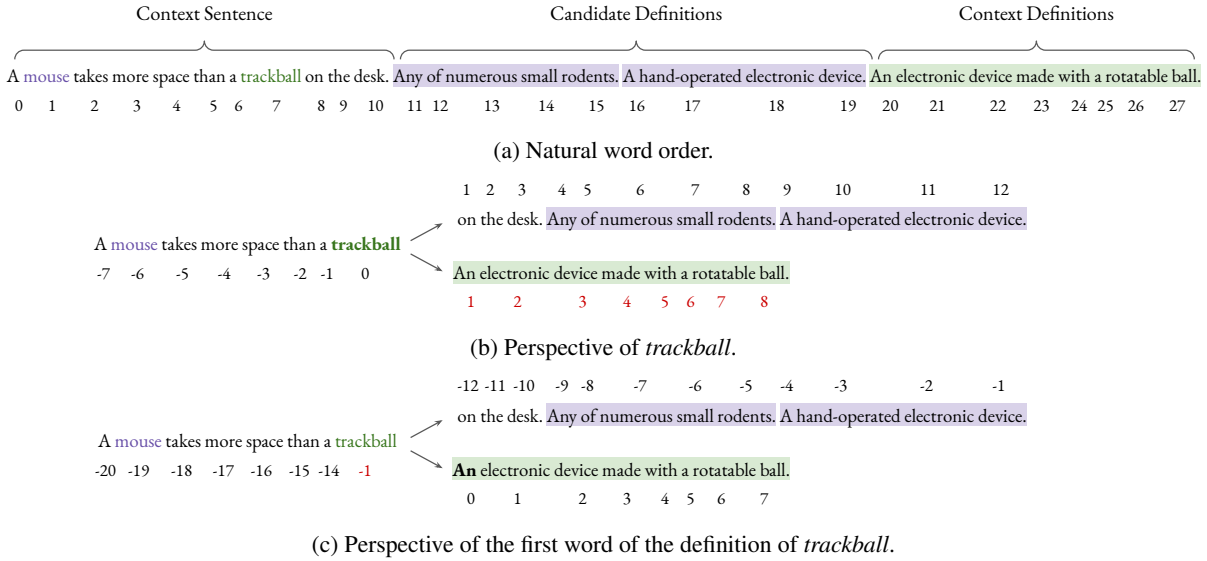 Context Sentence Candidate Definitions Context Definitions
A mouse takes more space than a trackball on the desk. Any of numerous small rodents. A hand-operated electronic device. An electronic device made with a rotatable ball.
0 1 2 3 4 5 6 7 8 9 10 11 12 13 14 15 16 17 18 19 20 21 22 23 24 25 26 27
(a) Natural word order.
1 2 3 4 5 6 7 8 9 10 11 12
on the desk. Any of numerous small rodents. A hand-operated electronic device.
A mouse takes more space than a trackball
-7 -6 -5 -4 -3 -2 -1 0
An electronic device made with a rotatable ball.
1 2 3 4 5 6 7 8
(b) Perspective of trackball.
-12 -11 -10 -9 -8 -7 -6 -5 -4 -3 -2 -1
on the desk. Any of numerous small rodents. A hand-operated electronic device.
A mouse takes more space than a trackball
-20 -19 -18 -17 -16 -15 -14 -1
An electronic device made with a rotatable ball.
0 1 2 3 4 5 6 7
(c) Perspective of the first word of the definition of trackball.